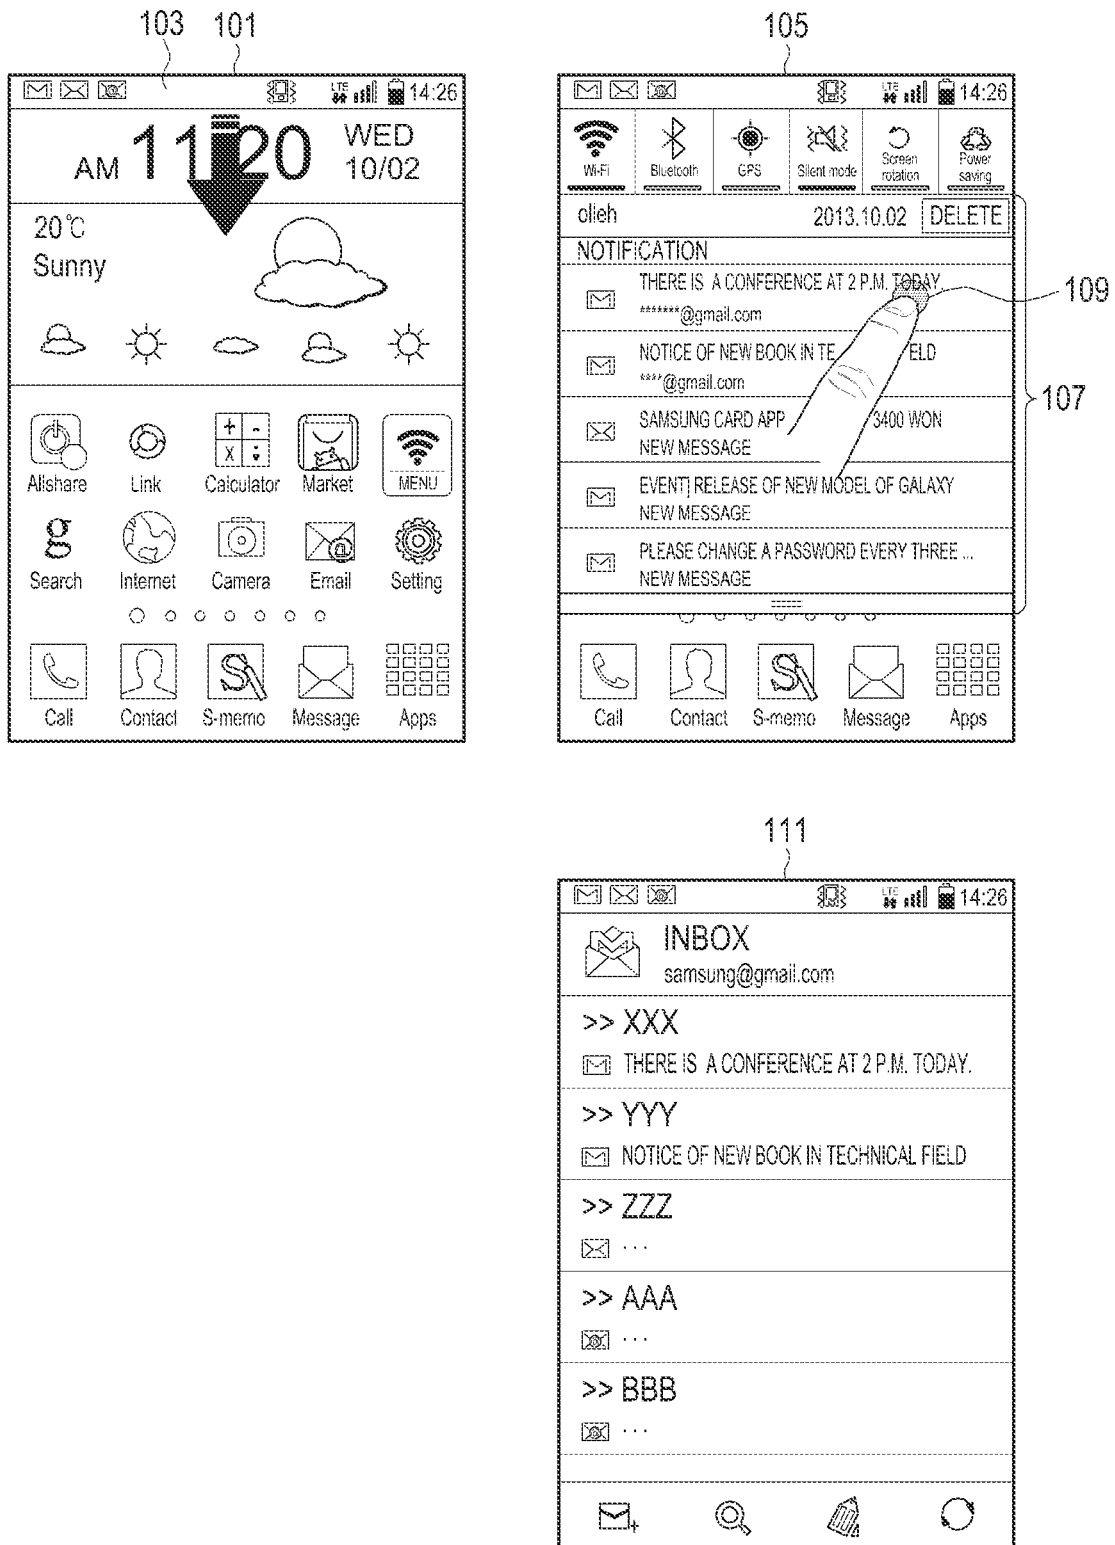 103 101
14:26
AM 11:20 WED
10/02
20℃
Sunny
Allshare Link Calculator Market MENU
g
Search Internet Camera Email Setting
Call Contact S-memo Message Apps
105
14:26
Wi-Fi Bluetooth GPS Silent mode Screen rotation Power saving
olleh 2013.10.02 DELETE
NOTIFICATION
THERE IS A CONFERENCE AT 2 P.M. TODAY.
*******@gmail.com
109
NOTICE OF NEW BOOK IN TE ELD
****@gmail.com
107
SAMSUNG CARD APP 3400 WON
NEW MESSAGE
EVENT] RELEASE OF NEW MODEL OF GALAXY
NEW MESSAGE
PLEASE CHANGE A PASSWORD EVERY THREE ...
NEW MESSAGE
Call Contact S-memo Message Apps
111
LTE 14:26
INBOX
samsung@gmail.com
>> XXX
THERE IS A CONFERENCE AT 2 P.M. TODAY.
>> YYY
NOTICE OF NEW BOOK IN TECHNICAL FIELD
>> ZZZ
...
>> AAA
...
>> BBB
...